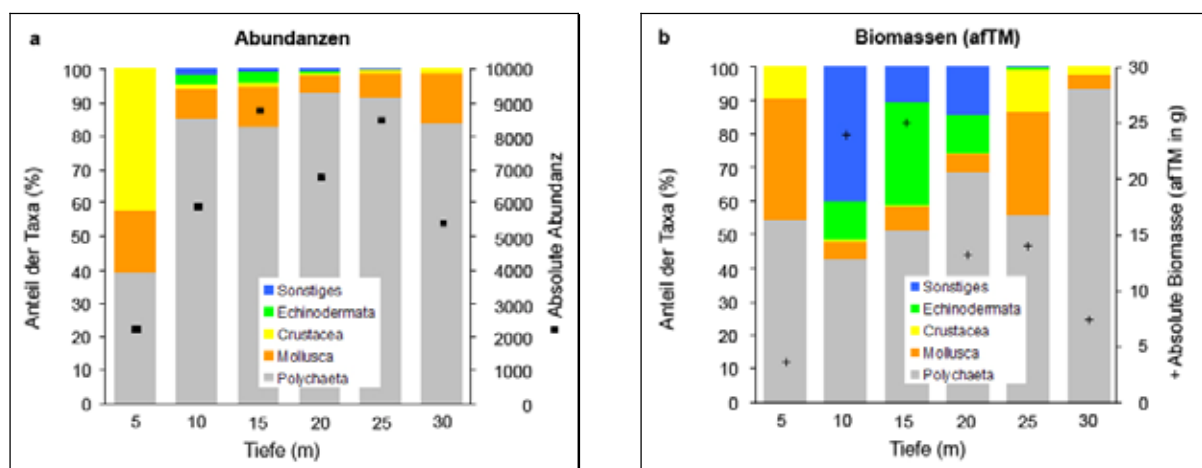 a
Abundanzen
Anteil der Taxa (%)
100
90
80
70
60
50
40
30
20
10
0
10000
9000
8000
7000
6000
5000
4000
3000
2000
1000
0
■ Absolute Abundanz
Sonstiges
Echinodermata
Crustacea
Mollusca
Polychaeta
5 10 15 20 25 30
Tiefe (m)
b
Biomassen (afTM)
Anteil der Taxa (%)
100
90
80
70
60
50
40
30
20
10
0
30
25
20
15
10
5
0
+ Absolute Biomasse (afTM in g)
Sonstiges
Echinodermata
Crustacea
Mollusca
Polychaeta
5 10 15 20 25 30
Tiefe (m)